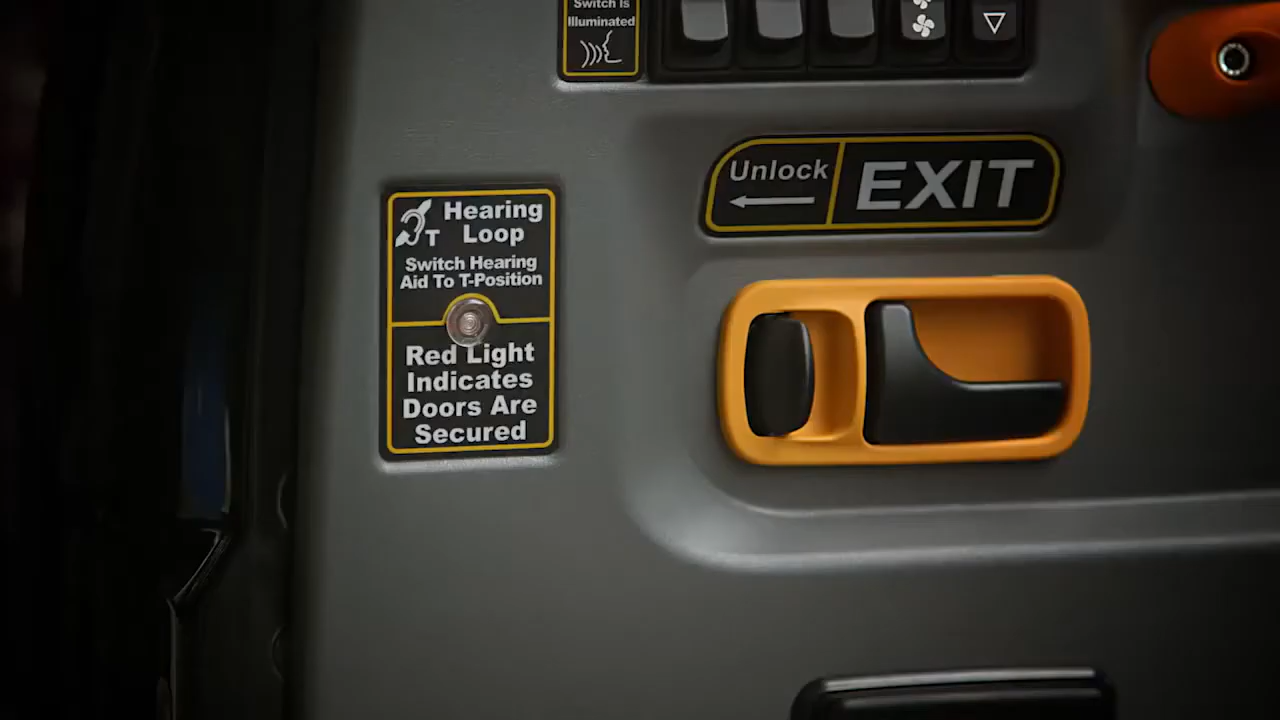 Switch Is
Illuminated
Unlock
EXIT
Hearing
T Loop
Switch Hearing
Aid To T-Position
Red Light
Indicates
Doors Are
Secured